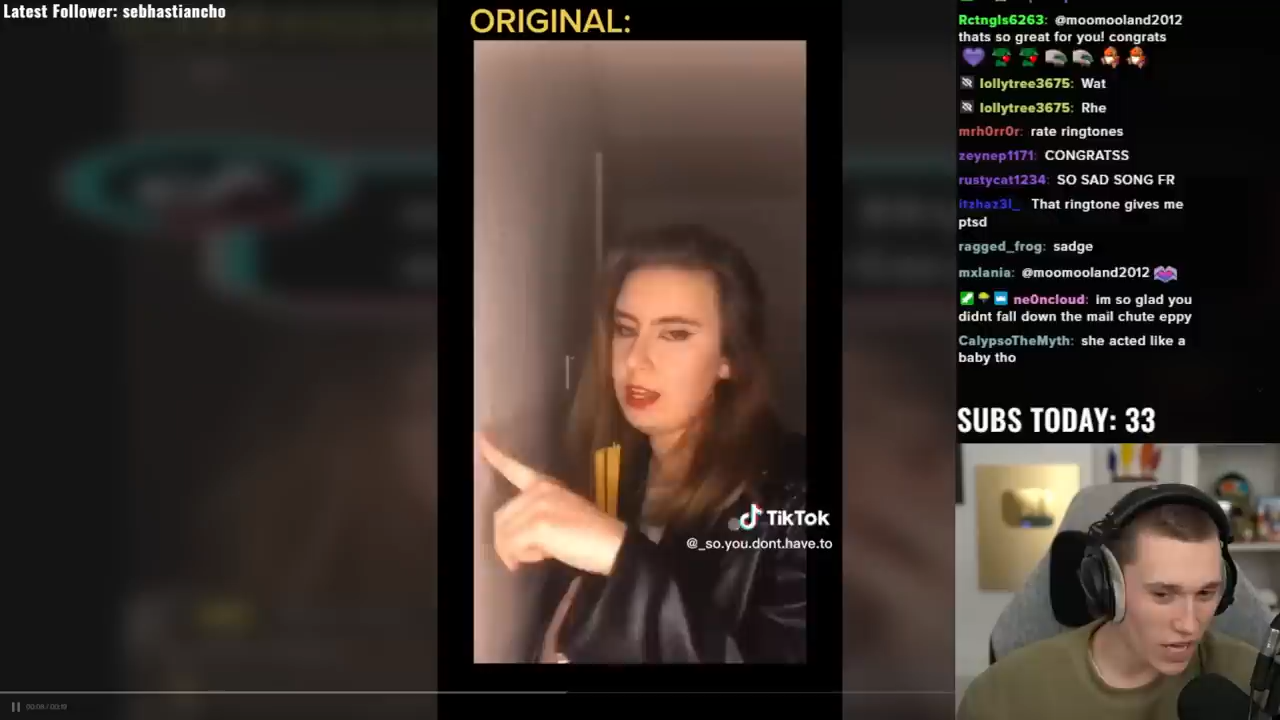 Latest Follower: sebhastiancho
ORIGINAL:
TikTok
@_so.you.dont.have.to
Rctngls6263: @moomooland2012
thats so great for you! congrats
lollytree3675: Wat
lollytree3675: Rhe
mrh0rr0r: rate ringtones
zeynep1171: CONGRATSS
rustycat1234: SO SAD SONG FR
itzhaz3l_ That ringtone gives me
ptsd
ragged_frog: sadge
mxlania: @moomooland2012
ne0ncloud: im so glad you
didnt fall down the mail chute eppy
CalypsoTheMyth: she acted like a
baby tho
SUBS TODAY: 33